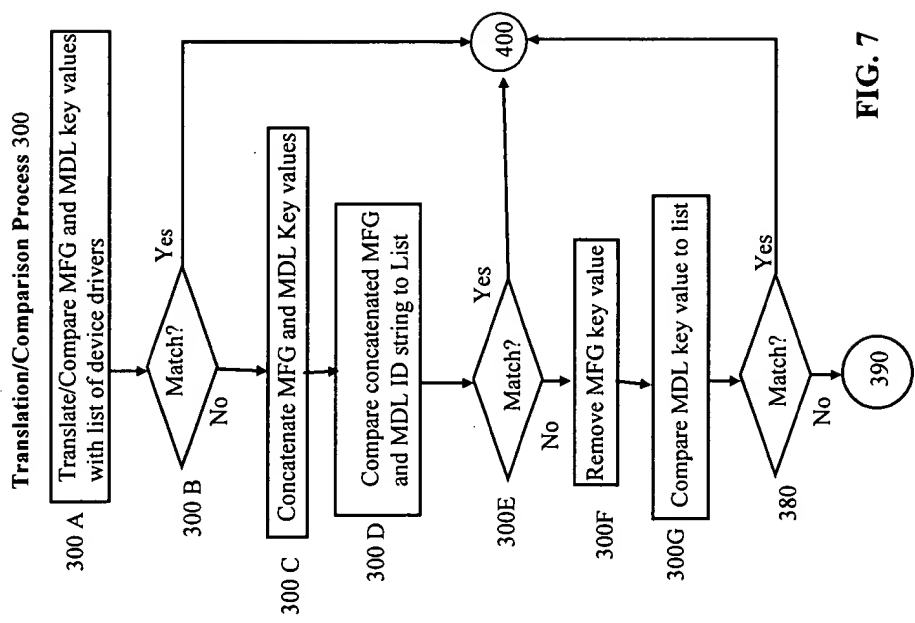 Translation/Comparison Process 300
300 A
Translate/Compare MFG and MDL key values
with list of device drivers
300 B
Match?
Yes
No
300 C
Concatenate MFG and MDL Key values
300 D
Compare concatenated MFG
and MDL ID string to List
300E
Match?
Yes
No
400
300F
Remove MFG key value
300G
Compare MDL key value to list
380
Match?
Yes
No
390
FIG. 7